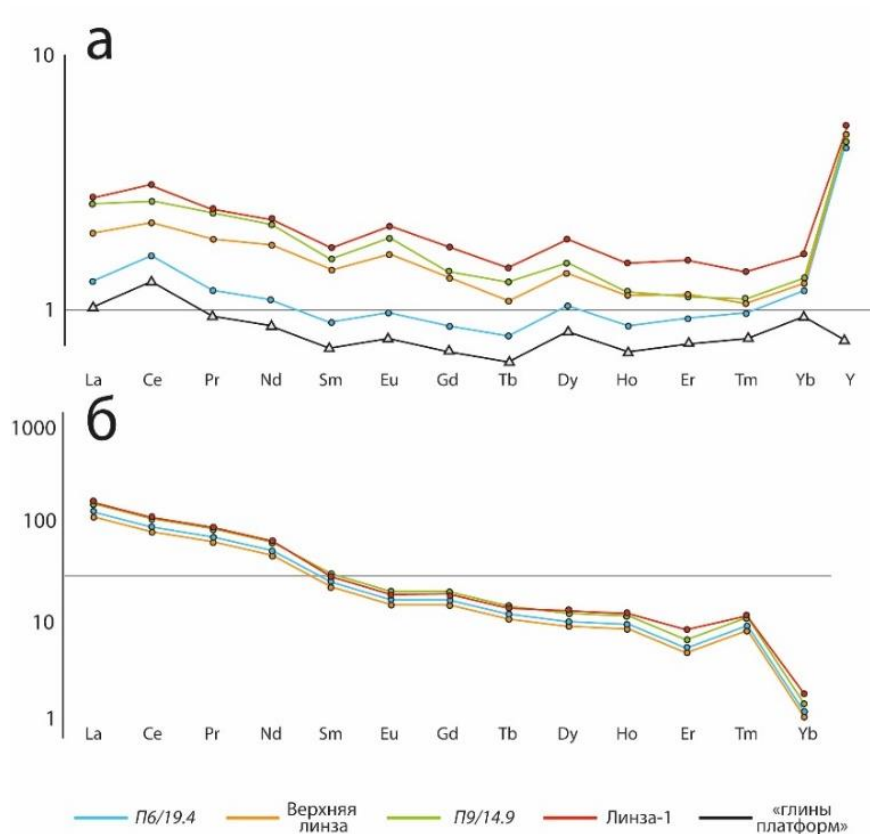 а
10
1
La Ce Pr Nd Sm Eu Gd Tb Dy Ho Er Tm Yb Y
б
1000
100
10
1
La Ce Pr Nd Sm Eu Gd Tb Dy Ho Er Tm Yb
П6/19.4 Верхняя линза П9/14.9 Линза-1 «глины платформ»